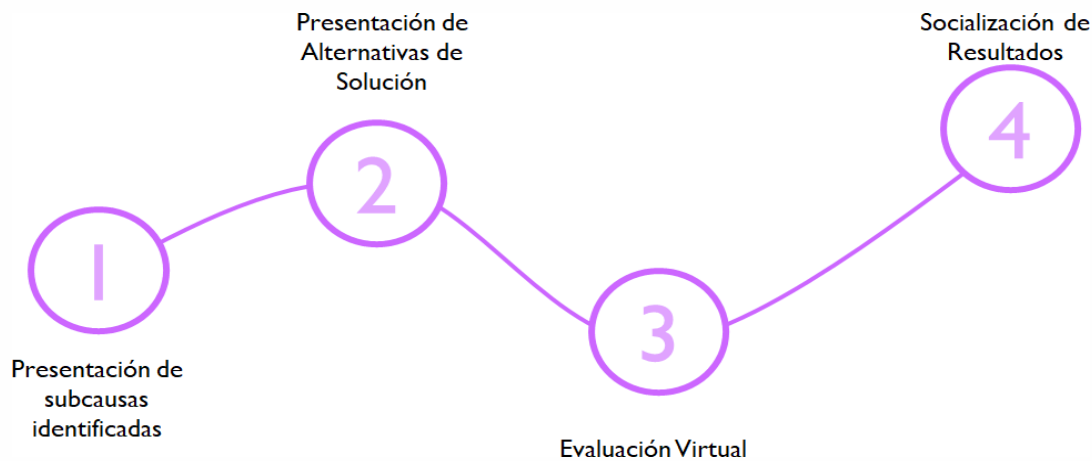 1
Presentación de
subcausas
identificadas
Presentación de
Alternativas de
Solución
2
3
Evaluación Virtual
Socialización de
Resultados
4